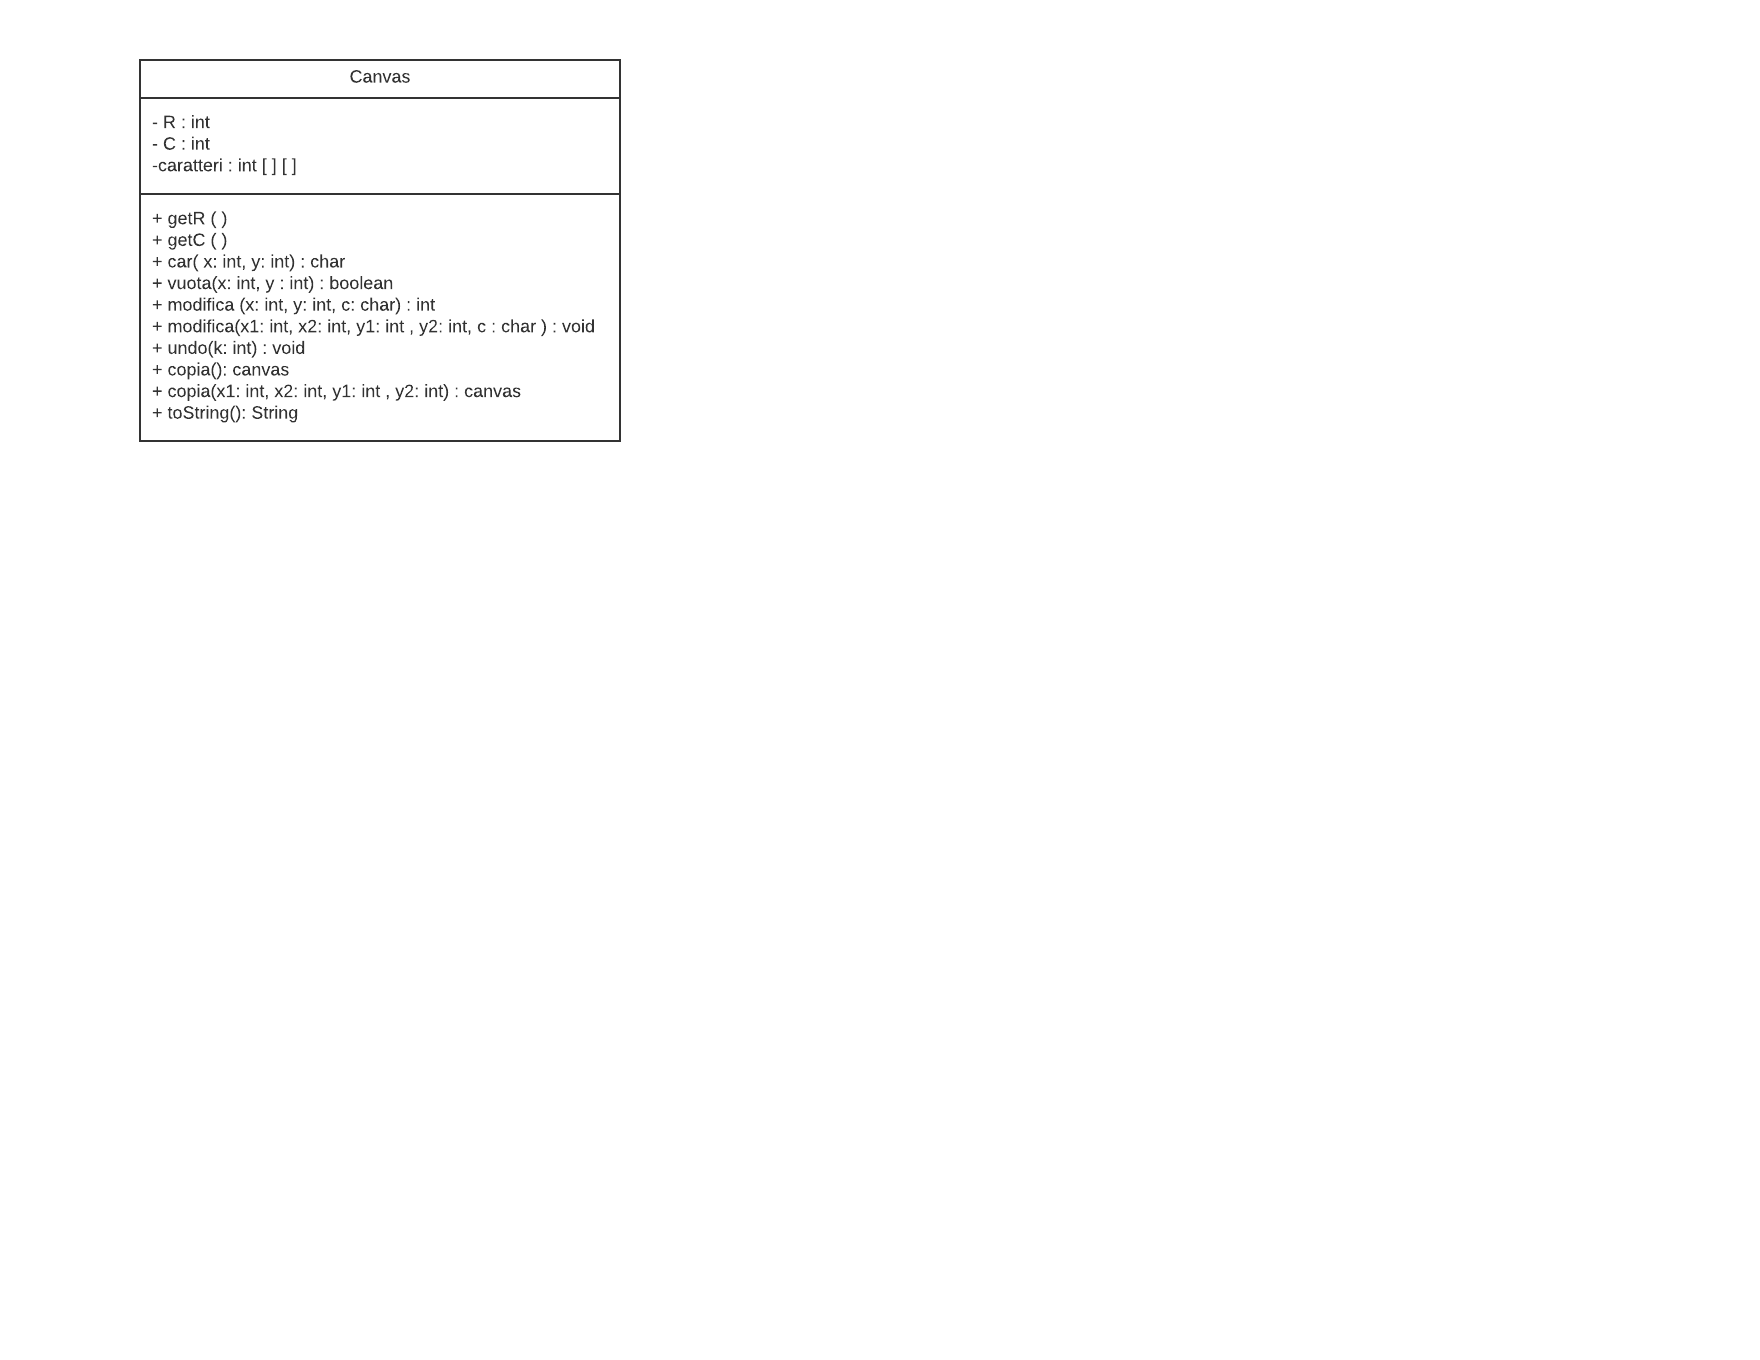 Canvas
- R : int
- C : int
-caratteri : int [ ] [ ]
+ getR ( )
+ getC ( )
+ car( x: int, y: int) : char
+ vuota(x: int, y : int) : boolean
+ modifica (x: int, y: int, c: char) : int
+ modifica(x1: int, x2: int, y1: int , y2: int, c : char ) : void
+ undo(k: int) : void
+ copia(): canvas
+ copia(x1: int, x2: int, y1: int , y2: int) : canvas
+ toString(): String